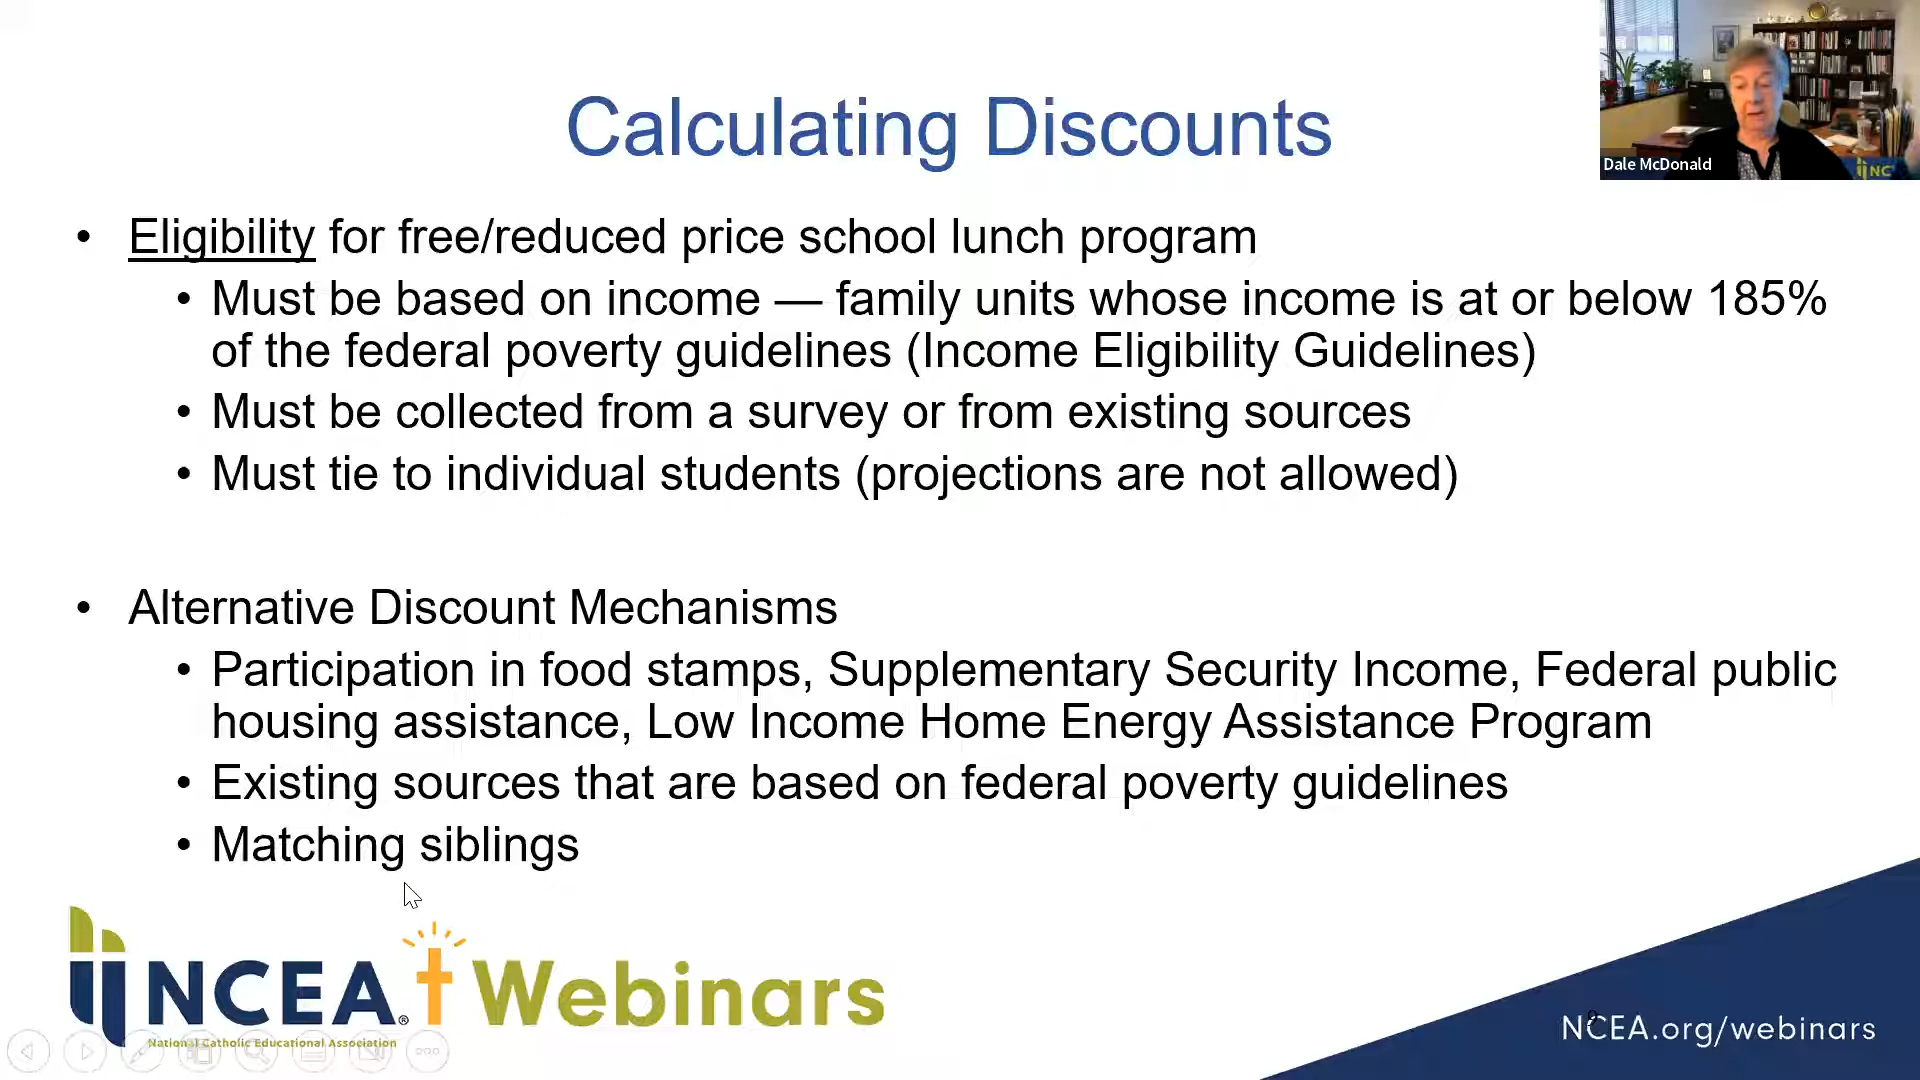 Calculating Discounts
Dale McDonald
NC
• Eligibility for free/reduced price school lunch program
• Must be based on income — family units whose income is at or below 185%
of the federal poverty guidelines (Income Eligibility Guidelines)
• Must be collected from a survey or from existing sources
• Must tie to individual students (projections are not allowed)
• Alternative Discount Mechanisms
• Participation in food stamps, Supplementary Security Income, Federal public
housing assistance, Low Income Home Energy Assistance Program
• Existing sources that are based on federal poverty guidelines
• Matching siblings
NCEA® Webinars
National Catholic Educational Association
9
NCEA.org/webinars